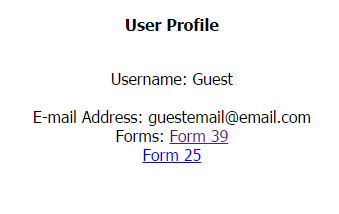 User Profile
Username: Guest
E-mail Address: guestemail@email.com
Forms: Form 39
Form 25